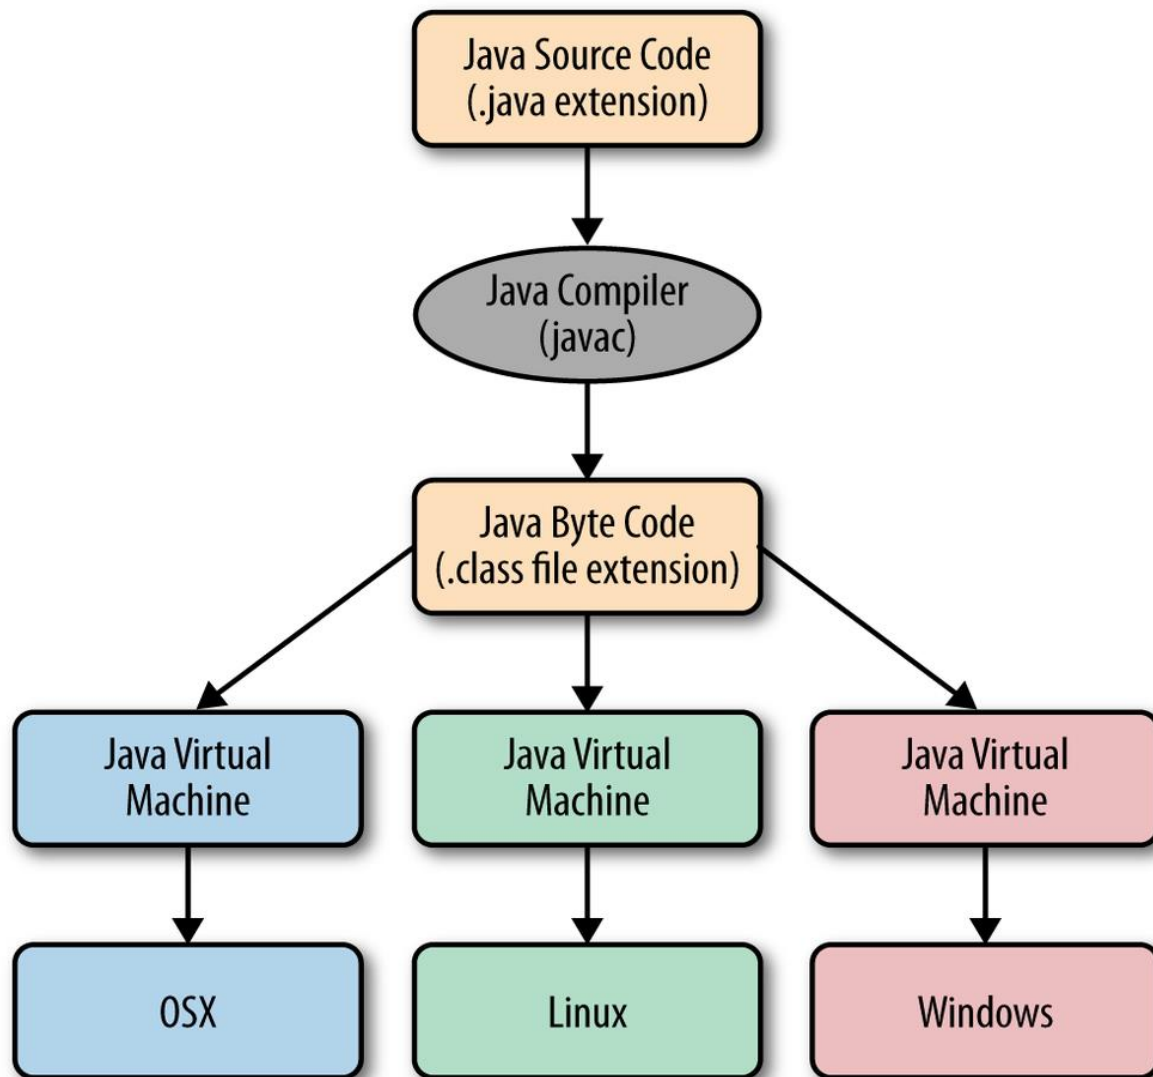 Java Source Code
(.java extension)
Java Compiler
(javac)
Java Byte Code
(.class file extension)
Java Virtual
Machine
Java Virtual
Machine
Java Virtual
Machine
OSX
Linux
Windows